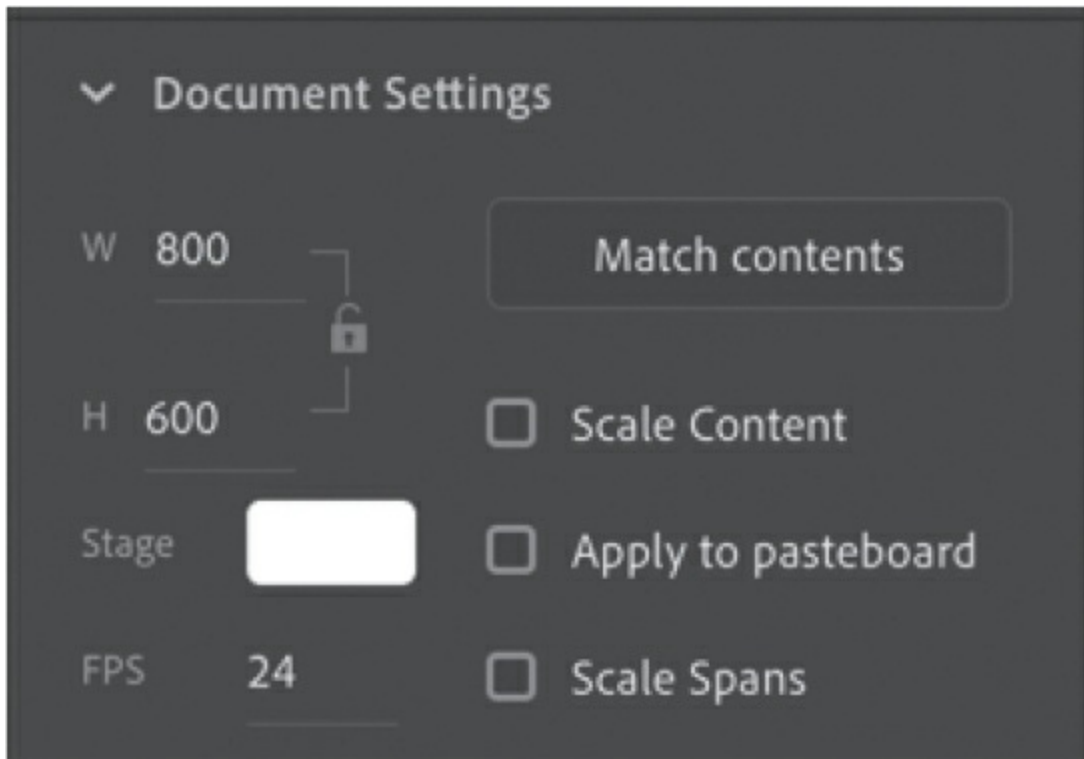 Document Settings
W 800
Match contents
H 600
Scale Content
Stage
Apply to pasteboard
FPS 24
Scale Spans